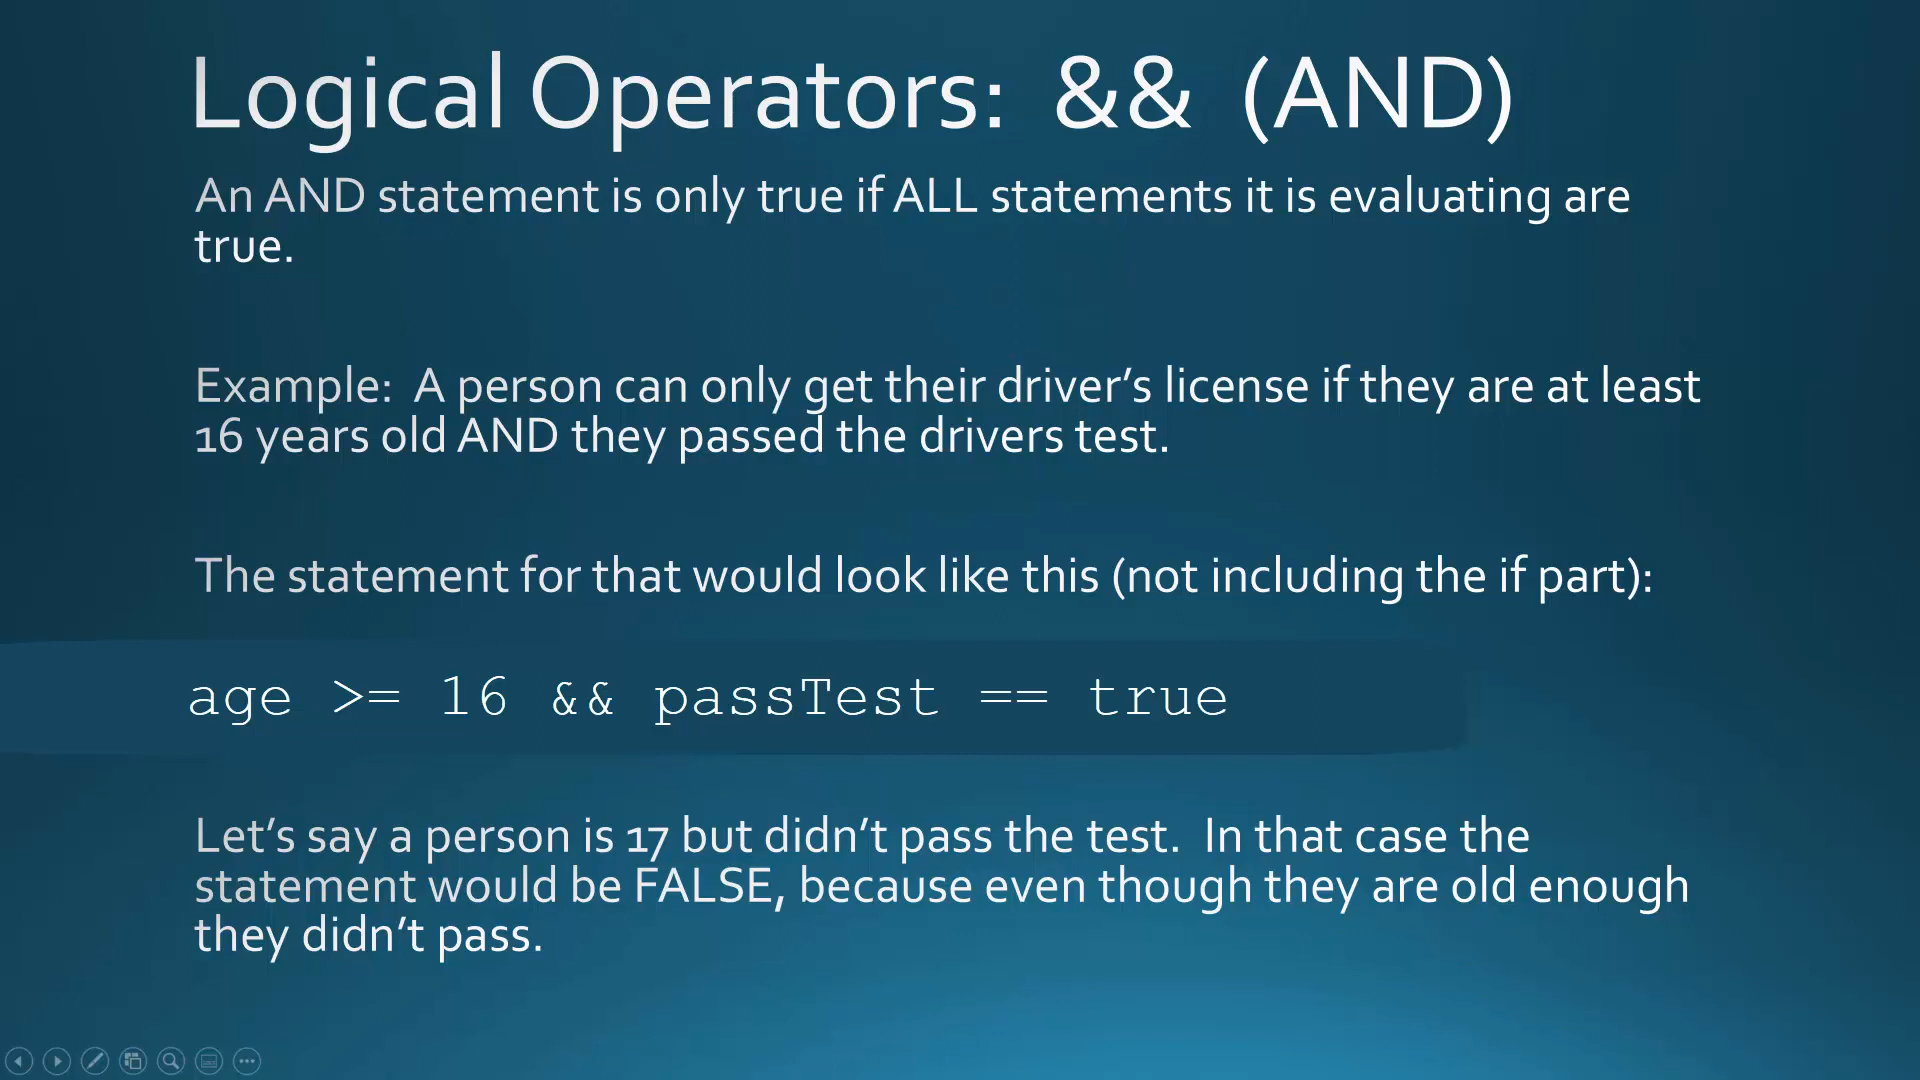 Logical Operators:  && (AND)
An AND statement is only true if ALL statements it is evaluating are
true.
Example:  A person can only get their driver’s license if they are at least
16 years old AND they passed the drivers test.
The statement for that would look like this (not including the if part):
age >= 16 && passTest == true
Let’s say a person is 17 but didn’t pass the test.  In that case the
statement would be FALSE, because even though they are old enough
they didn’t pass.